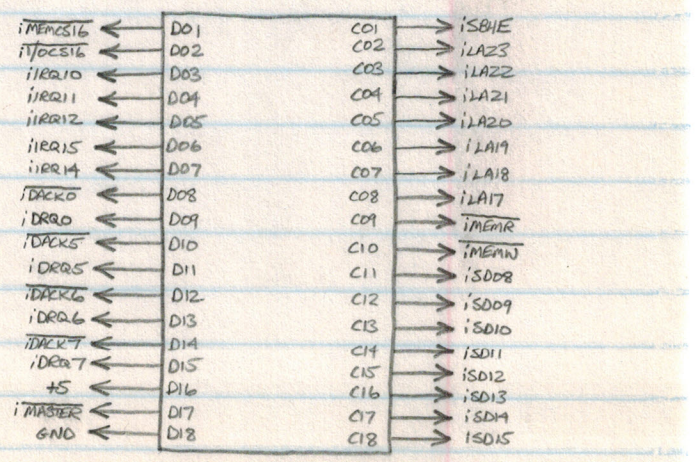 iMEMCS16 D01 C01 iSBHE
iI/OCS16 D02 C02 iLA23
iIRQ10 D03 C03 iLA22
iIRQ11 D04 C04 iLA21
iIRQ12 D05 C05 iLA20
iIRQ15 D06 C06 iLA19
iIRQ14 D07 C07 iLA18
iDACK0 D08 C08 iLA17
iDRQ0 D09 C09 iMEMR
iDACK5 D10 C10 iMEMW
iDRQ5 D11 C11 iSD08
iDACK6 D12 C12 iSD09
iDRQ6 D13 C13 iSD10
iDACK7 D14 C14 iSD11
iDRQ7 D15 C15 iSD12
+5 D16 C16 iSD13
iMASTER D17 C17 iSD14
GND D18 C18 iSD15